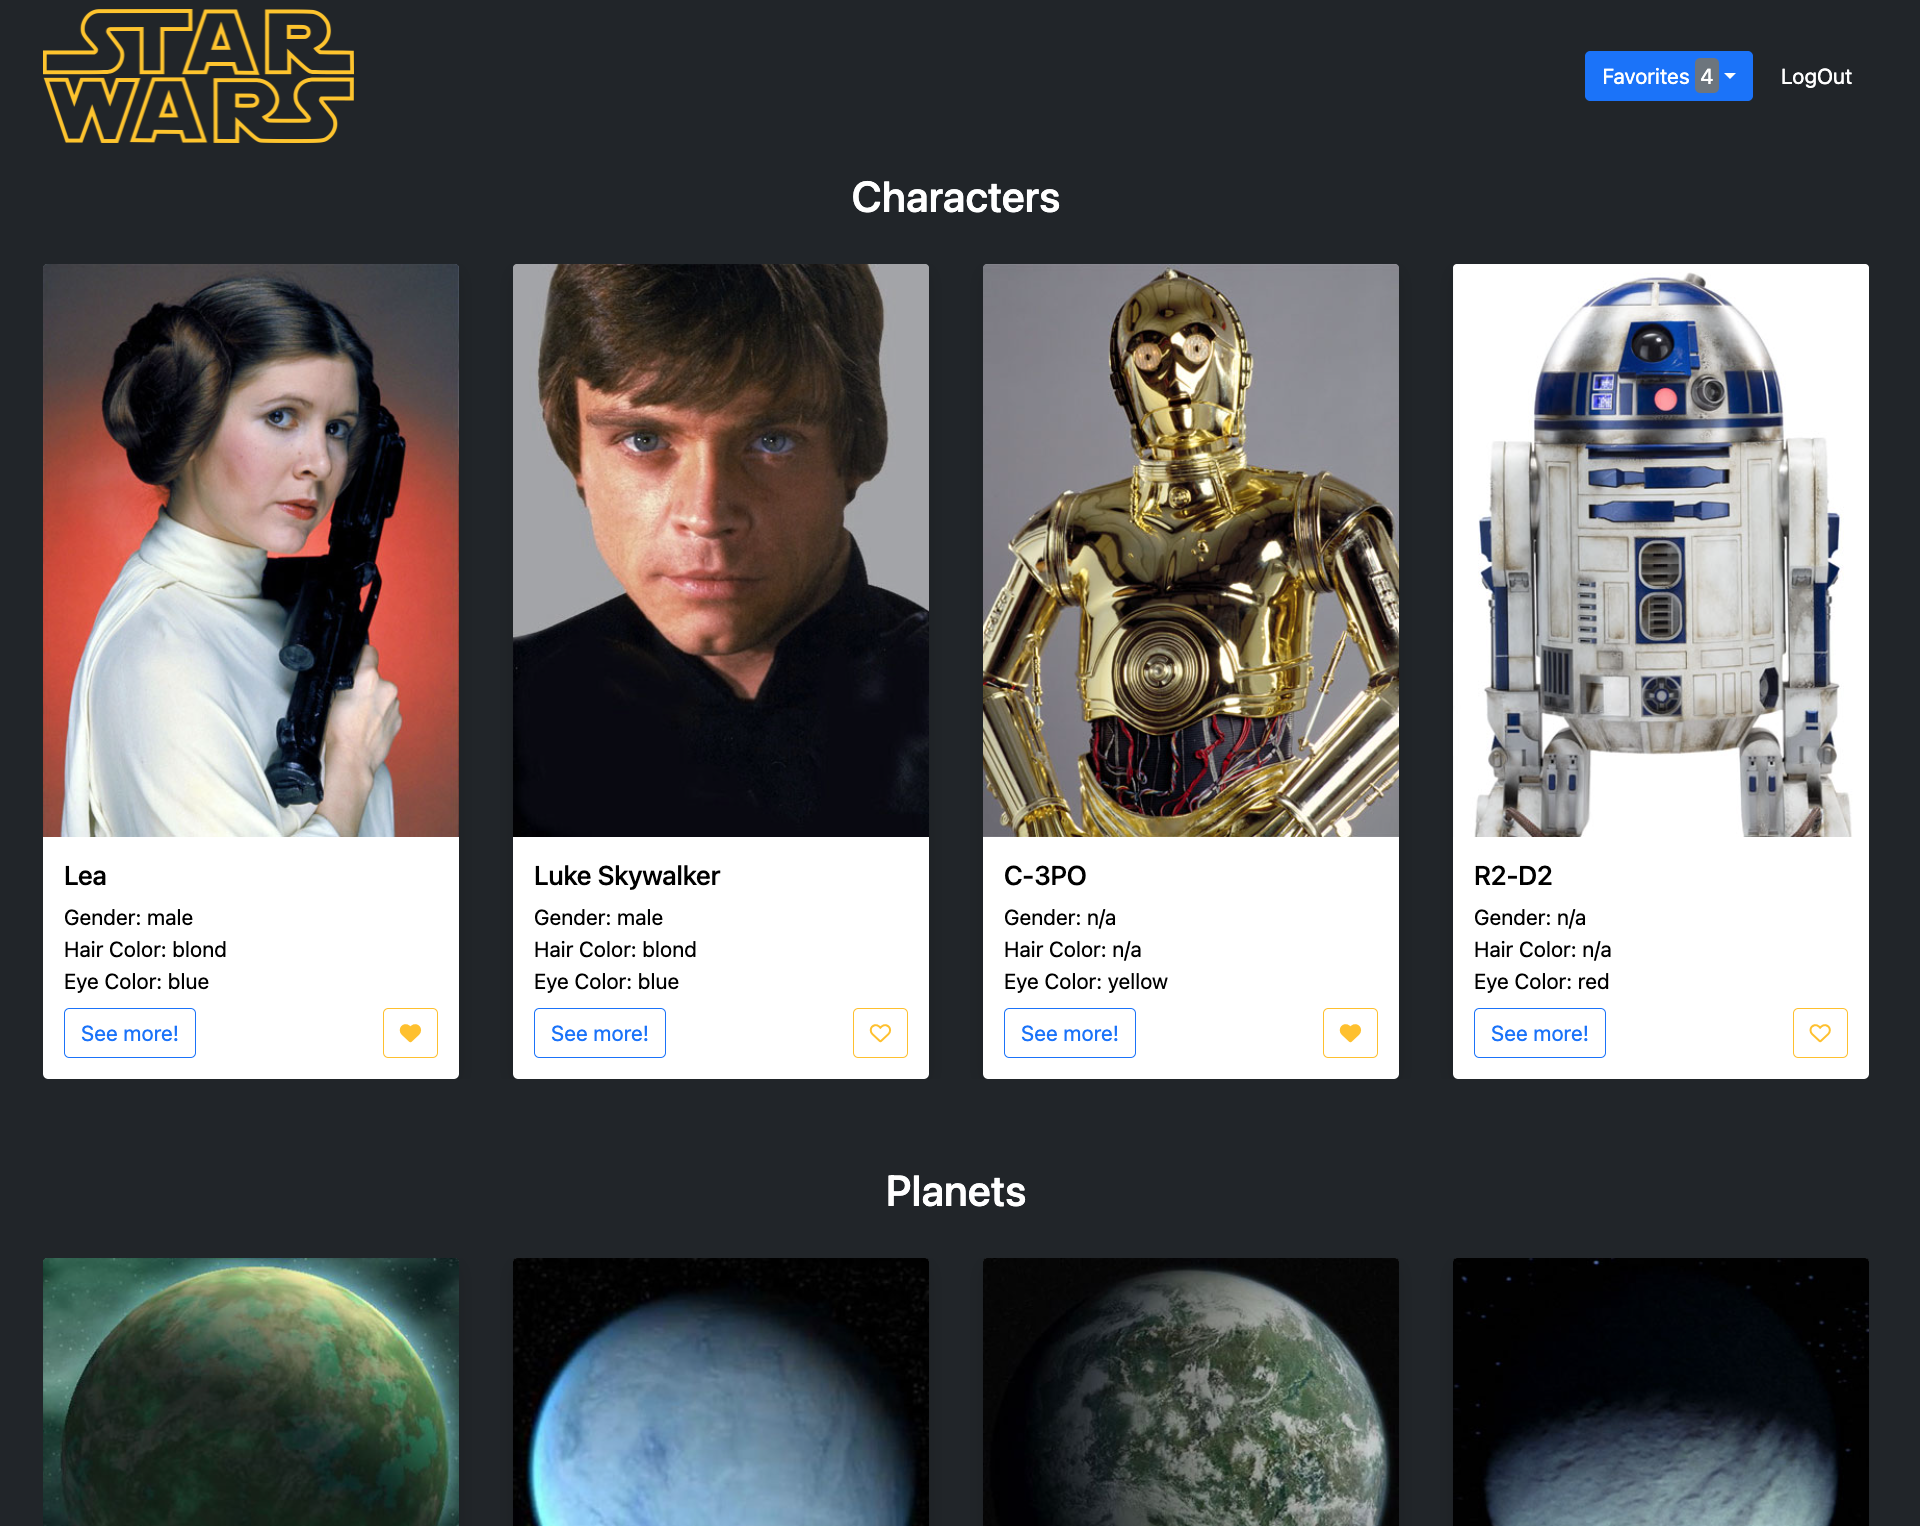 STAR
WARS
Favorites 4
LogOut
Characters
Lea
Gender: male
Hair Color: blond
Eye Color: blue
See more!
Luke Skywalker
Gender: male
Hair Color: blond
Eye Color: blue
See more!
C-3PO
Gender: n/a
Hair Color: n/a
Eye Color: yellow
See more!
R2-D2
Gender: n/a
Hair Color: n/a
Eye Color: red
See more!
Planets